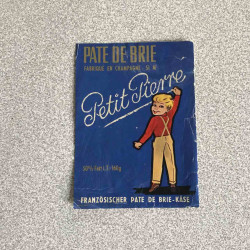 PATE DE BRIE
FABRIQUÉ EN CHAMPAGNE
Petit Pierre
FRANZÖSISCHER PATE DE BRIE-KÄSE